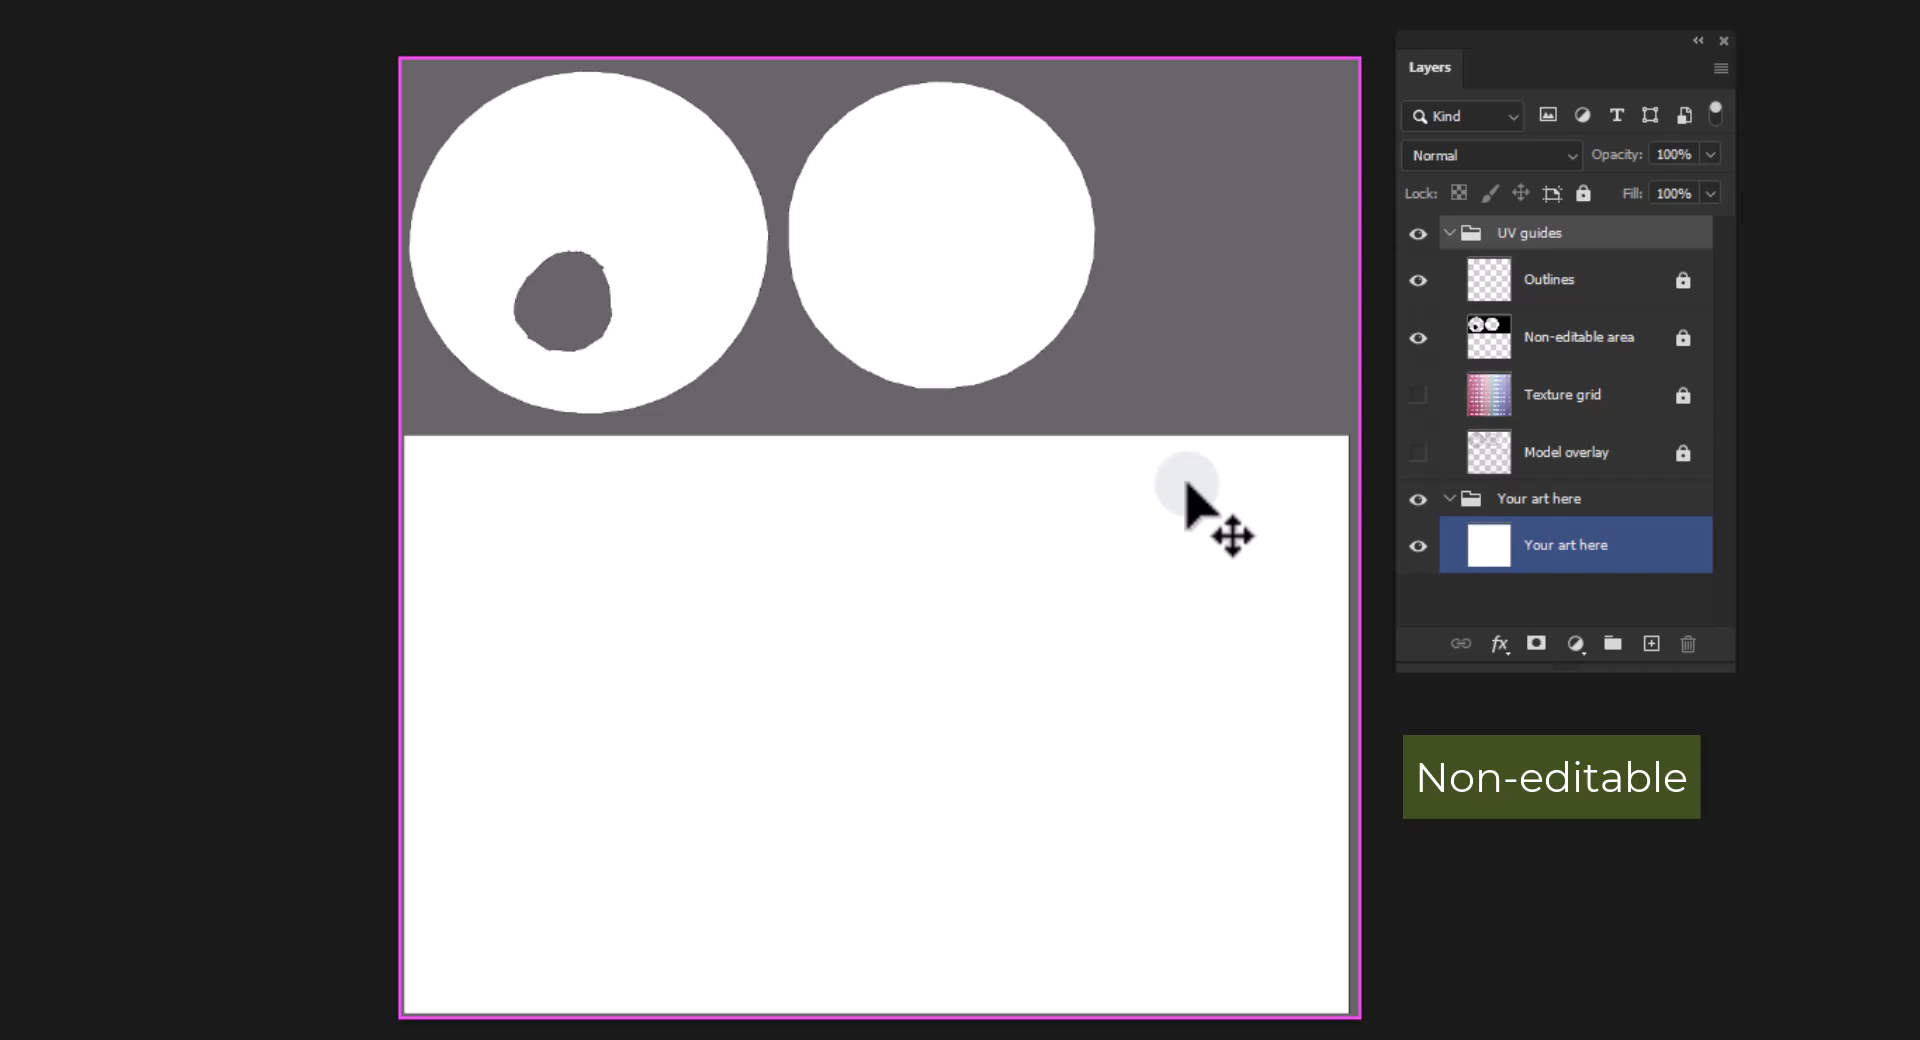 Layers
Kind
Normal
Opacity: 100%
Lock:
Fill: 100%
UV guides
Outlines
Non-editable area
Texture grid
Model overlay
Your art here
Your art here
fx
Non-editable